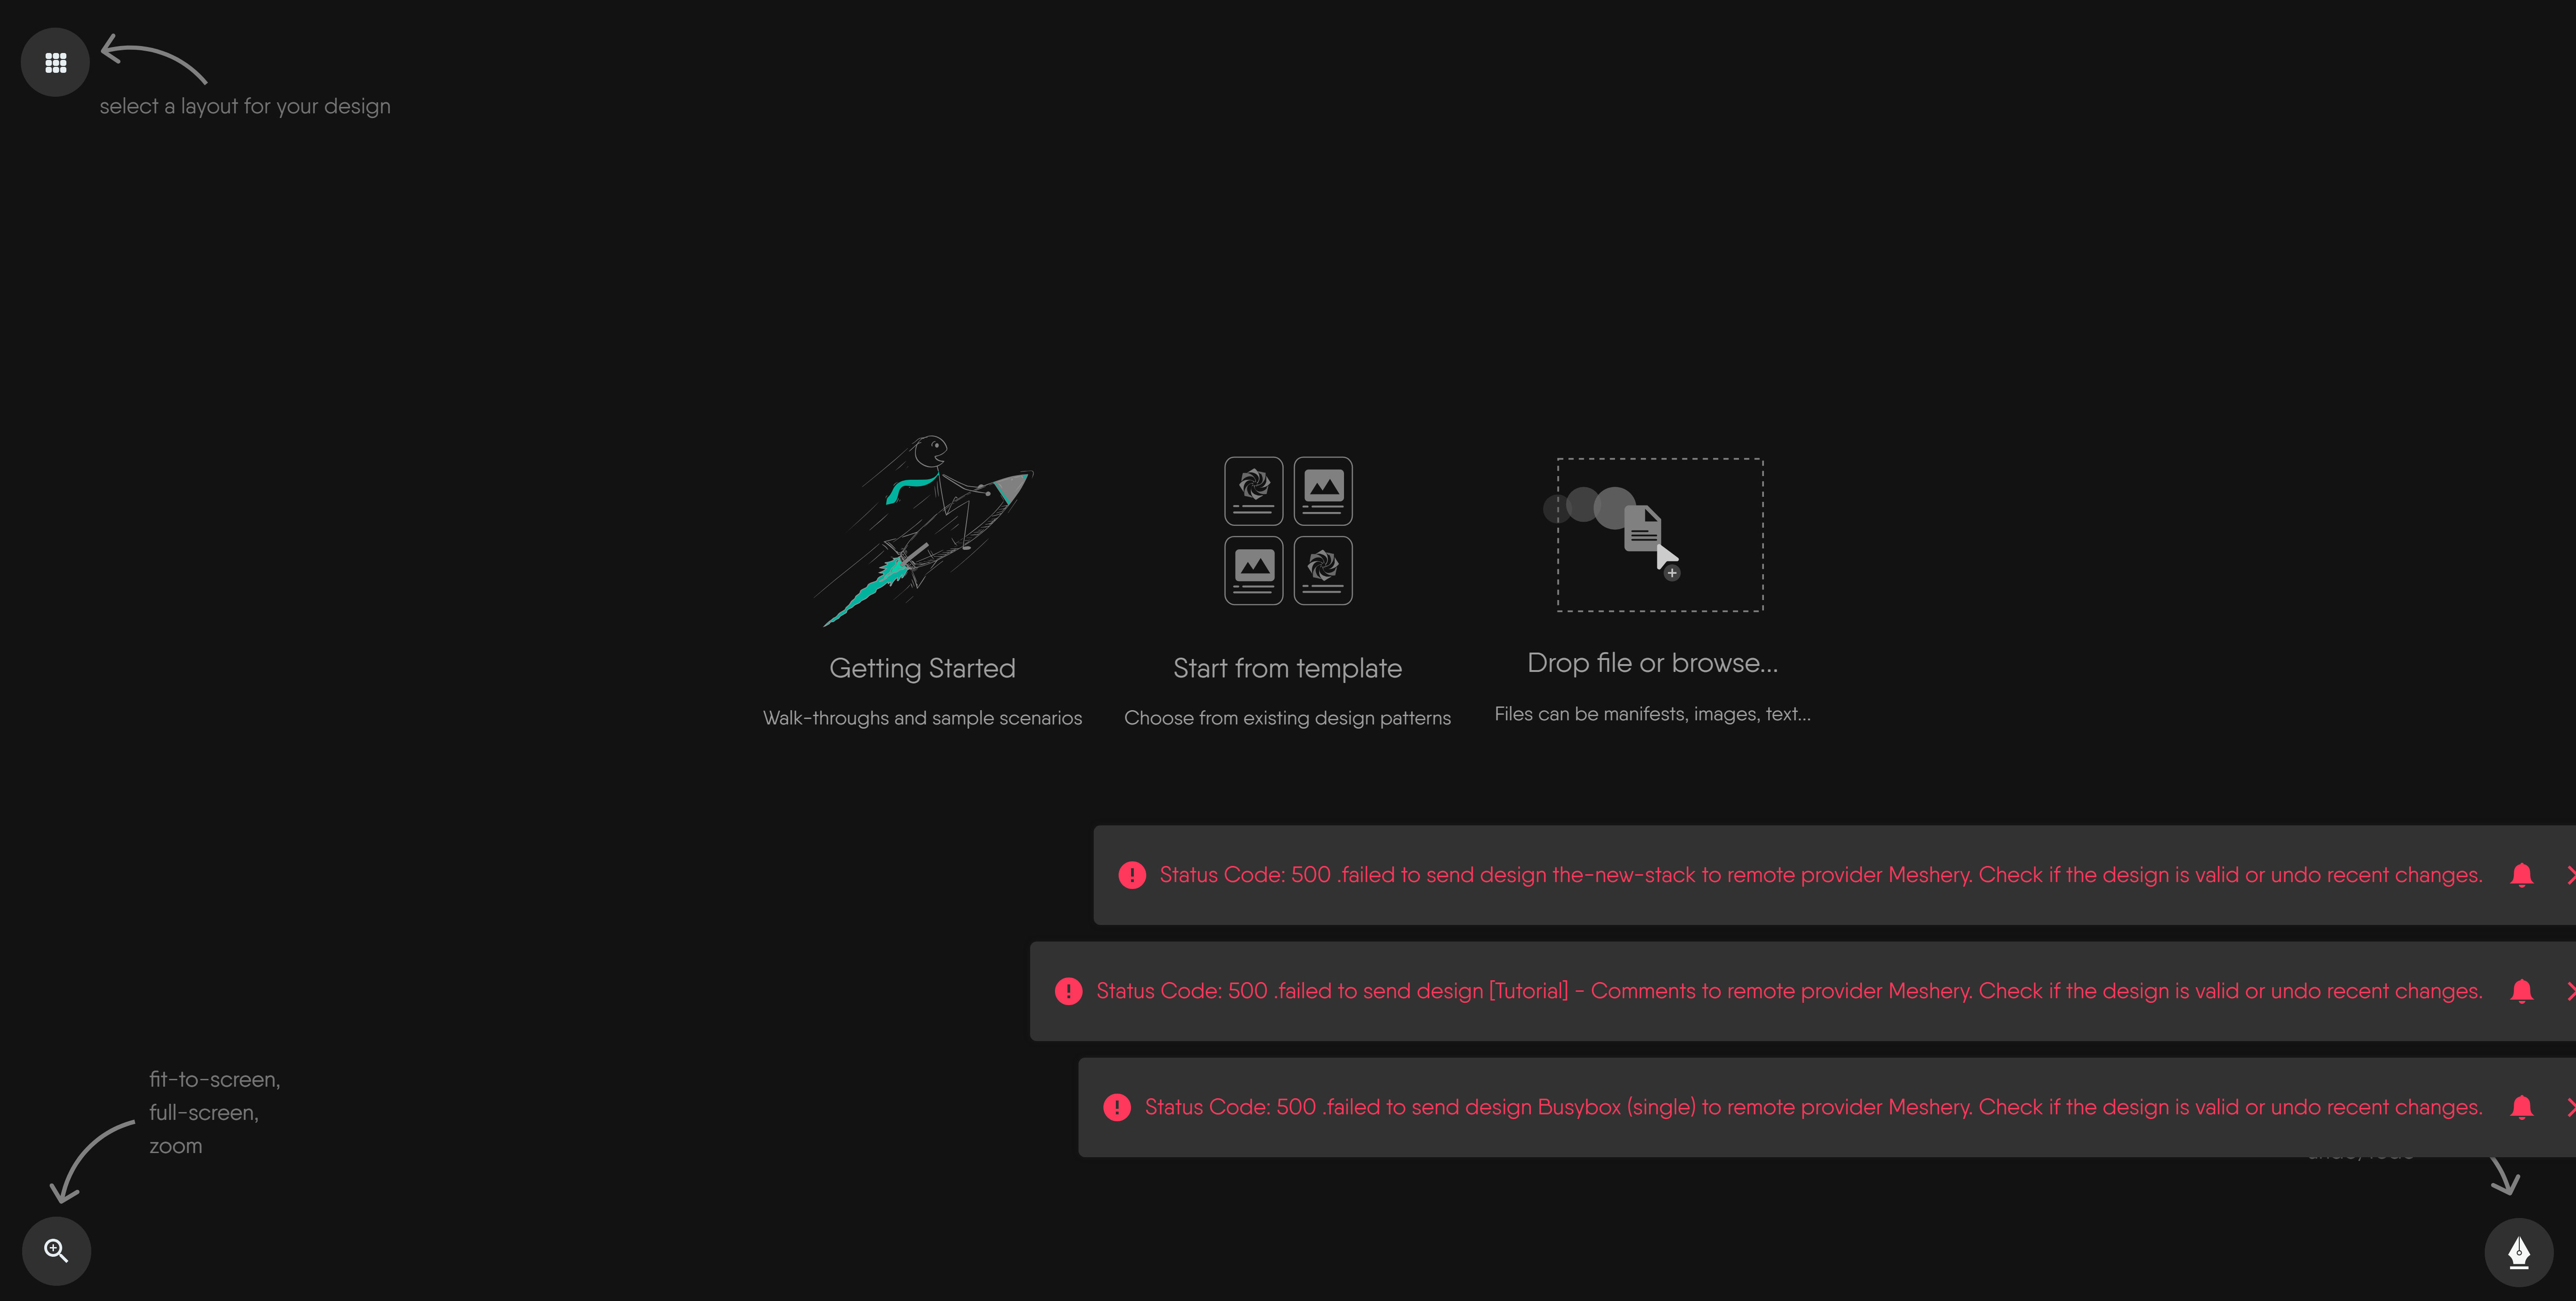 select a layout for your design
Getting Started
Walk-throughs and sample scenarios
Start from template
Choose from existing design patterns
Drop file or browse...
Files can be manifests, images, text...
Status Code: 500 .failed to send design the-new-stack to remote provider Meshery. Check if the design is valid or undo recent changes.
Status Code: 500 .failed to send design [Tutorial] - Comments to remote provider Meshery. Check if the design is valid or undo recent changes.
Status Code: 500 .failed to send design Busybox (single) to remote provider Meshery. Check if the design is valid or undo recent changes.
fit-to-screen,
full-screen,
zoom